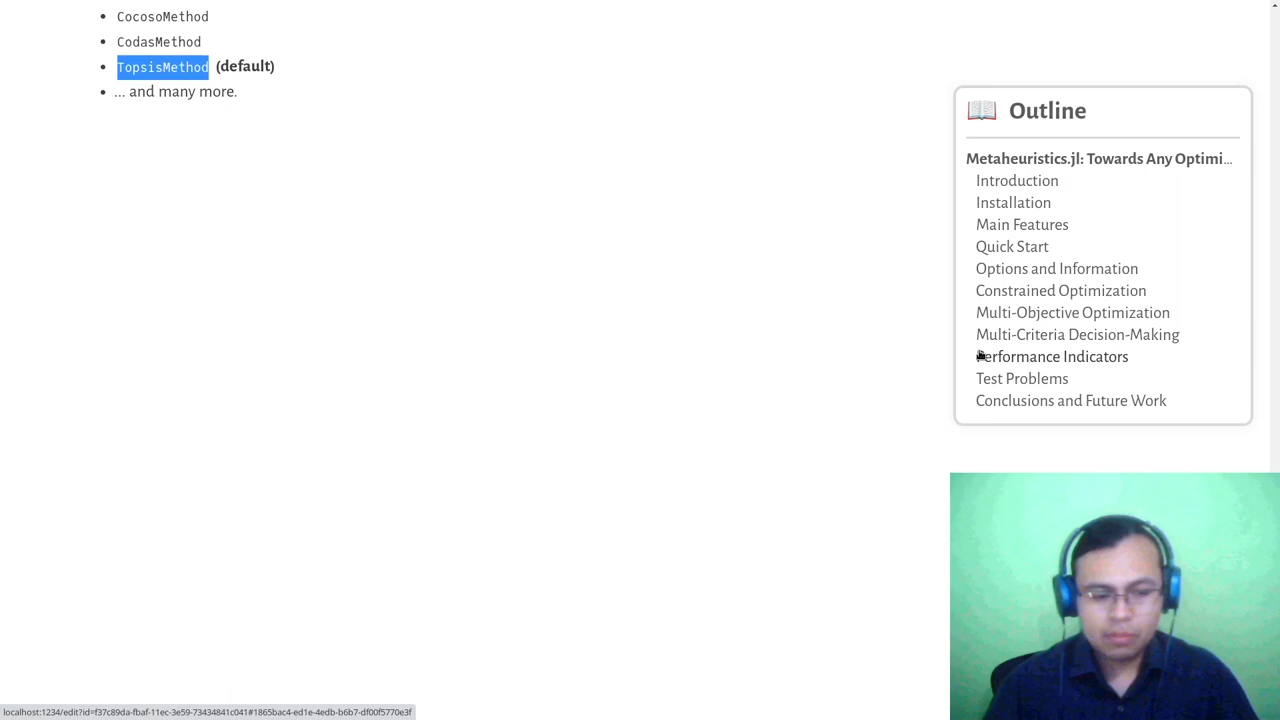 CocosoMethod
CodasMethod
TopsisMethod (default)
... and many more.
📖 Outline
Metaheuristics.jl: Towards Any Optimi...
Introduction
Installation
Main Features
Quick Start
Options and Information
Constrained Optimization
Multi-Objective Optimization
Multi-Criteria Decision-Making
Performance Indicators
Test Problems
Conclusions and Future Work
localhost:1234/edit?id=f37c89da-fbaf-11ec-3e59-73434841c041#1865bac4-ed1e-4edb-b6b7-df00f5770e3f